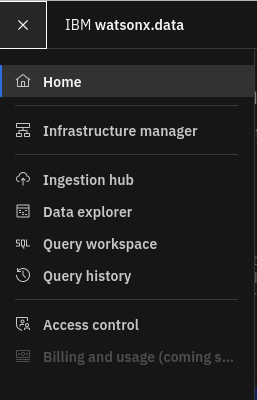 IBM watsonx.data
Home
Infrastructure manager
Ingestion hub
Data explorer
SQL Query workspace
Query history
Access control
Billing and usage (coming s...